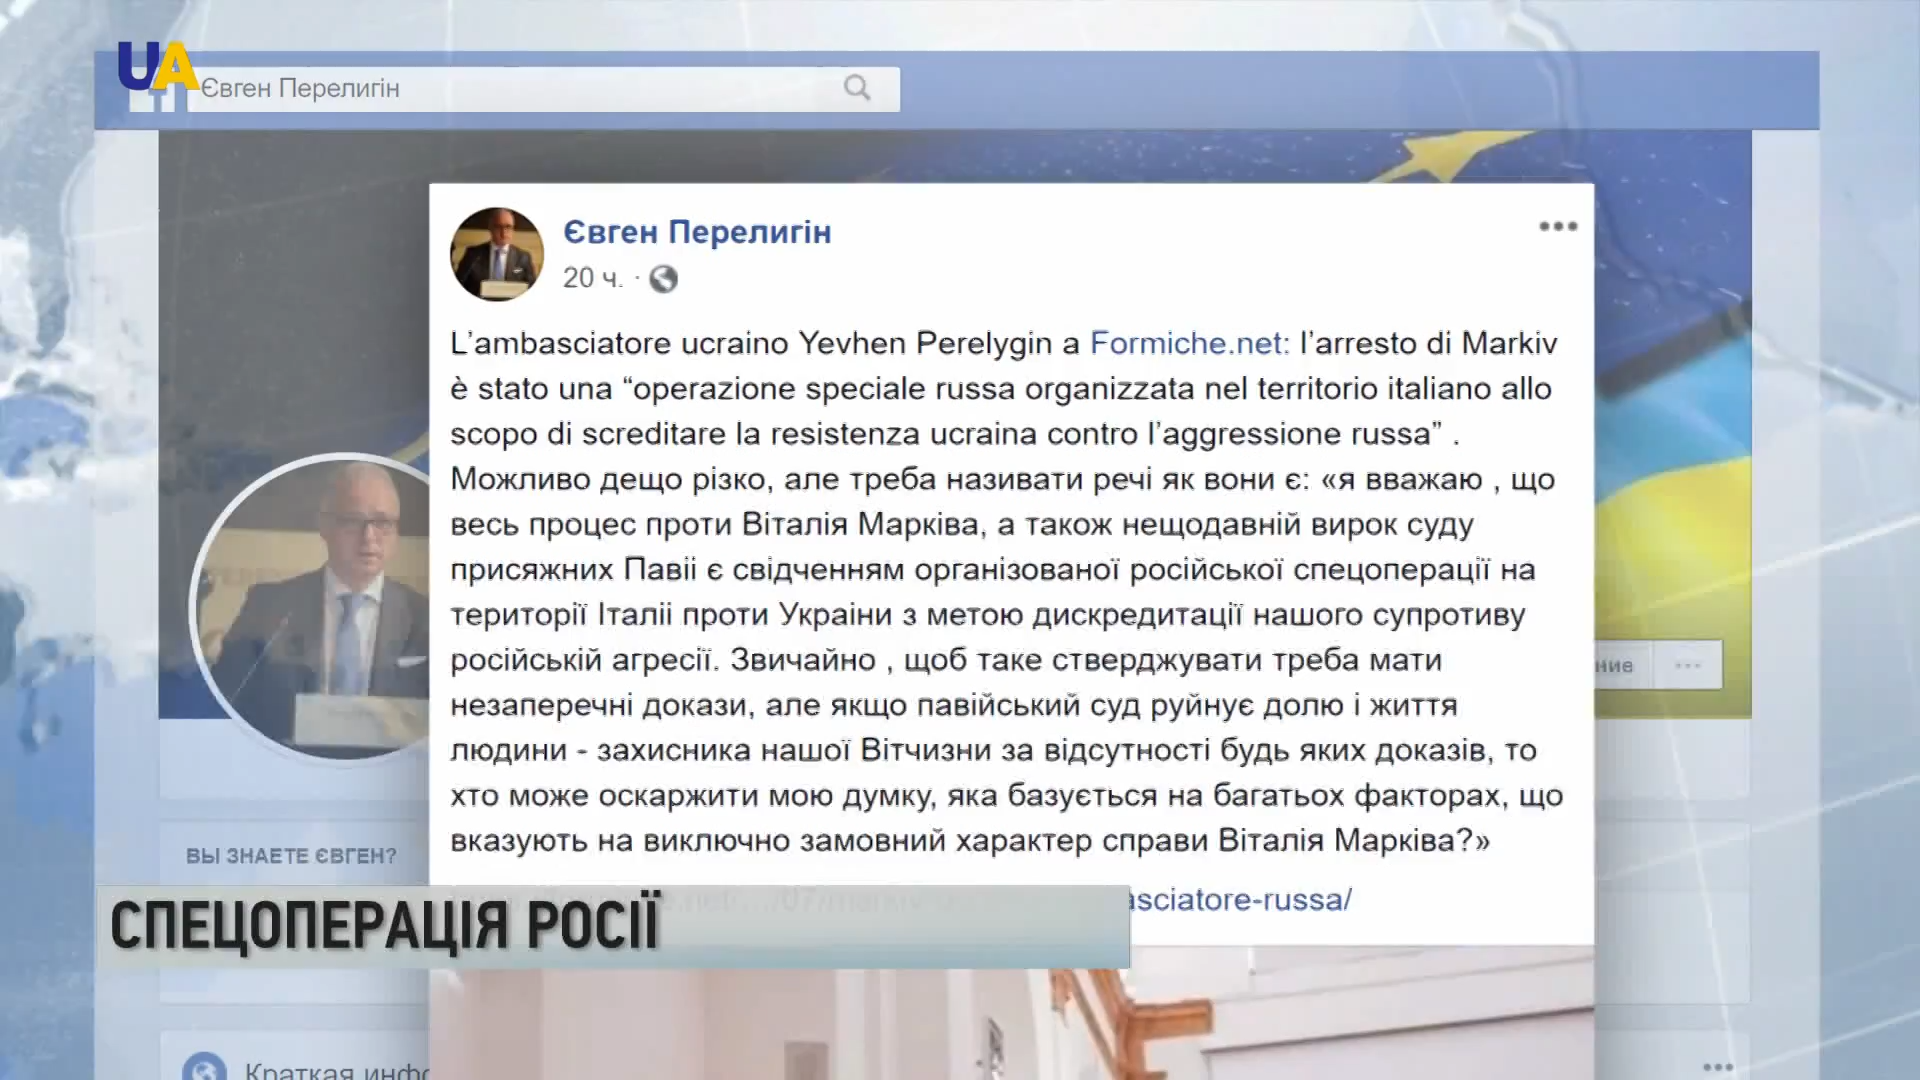 UA
Євген Перелигін
Євген Перелигін
20 ч. ·
L’ambasciatore ucraino Yevhen Perelygin a Formiche.net: l’arresto di Markiv
è stato una “operazione speciale russa organizzata nel territorio italiano allo
scopo di screditare la resistenza ucraina contro l’aggressione russa” .
Можливо дещо різко, але треба називати речі як вони є: «я вважаю , що
весь процес проти Віталія Марківа, а також нещодавній вирок суду
присяжних Павіі є свідченням організованої російської спецоперації на
території Італіі проти Украіни з метою дискредитації нашого супротиву
російській агресії. Звичайно , щоб таке стверджувати треба мати
незаперечні докази, але якщо павійський суд руйнує долю і життя
людини - захисника нашої Вітчизни за відсутності будь яких доказів, то
хто може оскаржити мою думку, яка базується на багатьох факторах, що
вказують на виключно замовний характер справи Віталія Марківа?»
asciatore-russa/
ние
ВЫ ЗНАЕТЕ ЄВГЕН?
СПЕЦОПЕРАЦІЯ РОСІЇ
Краткая инфо